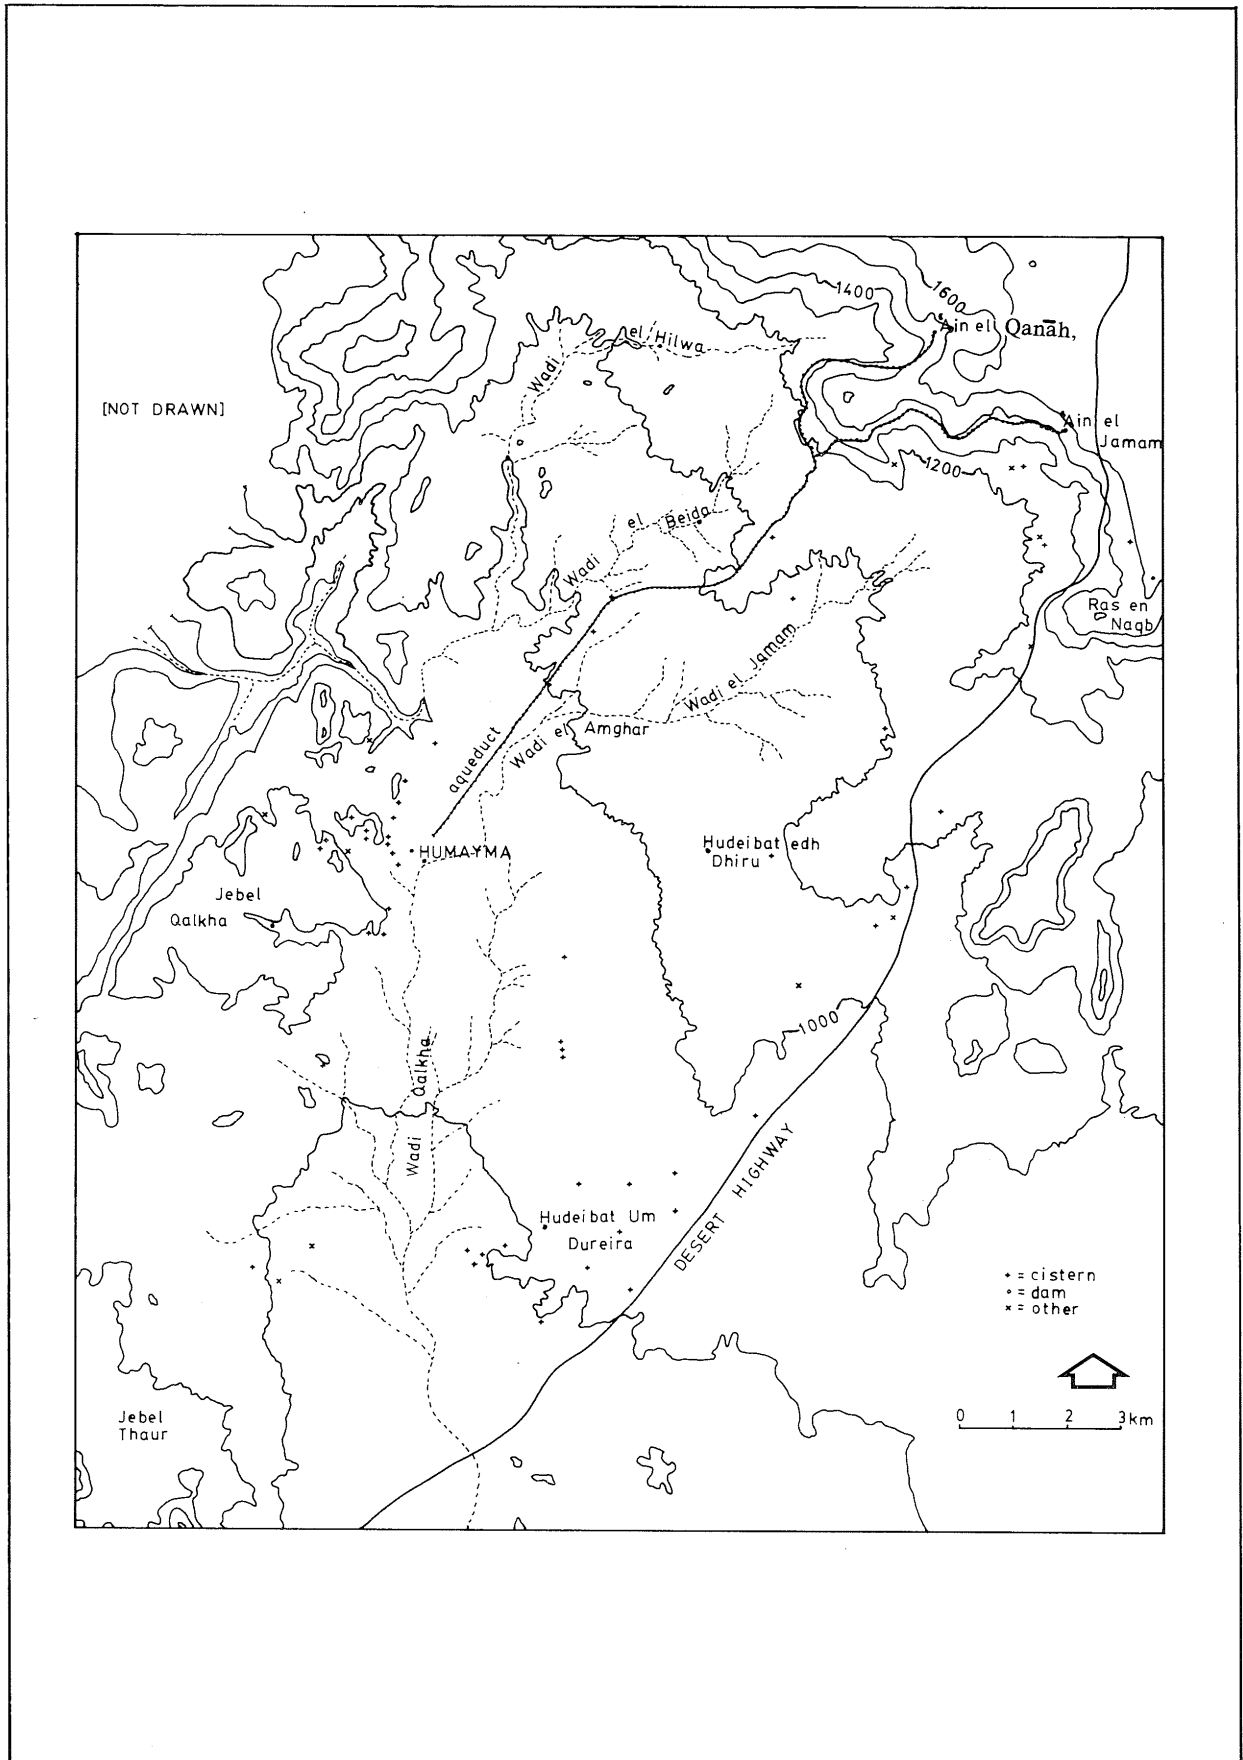 1400
1600
Ain el Qanāh,
Wadi el Hilwa
[NOT DRAWN]
Ain el
Jamam
1200
Wadi el Beida
Ras en
Naqb
Wadi el Jamam
Wadi el Amghar
aqueduct
HUMAYMA
Hudeibat edh
Dhiru
Jebel
Qalkha
1000
Wadi Qalkha
DESERT HIGHWAY
Hudeibat Um
Dureira
+ = cistern
o = dam
x = other
Jebel
Thaur
0 1 2 3km